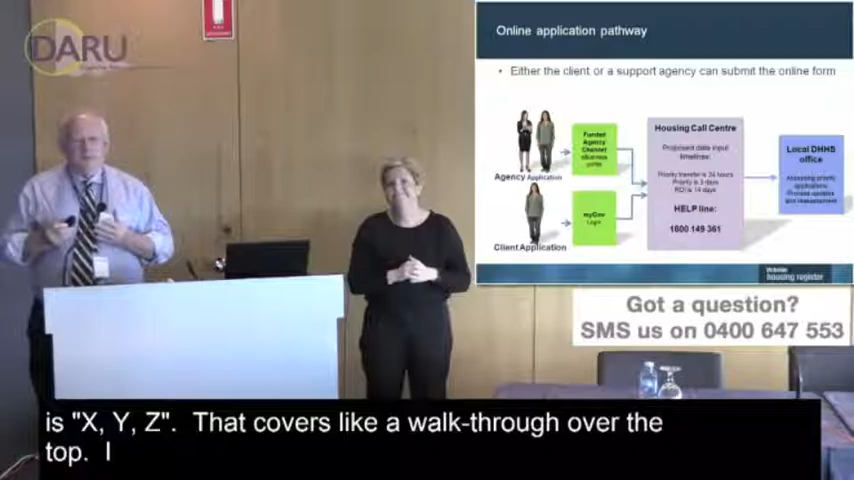 DARU
Online application pathway
• Either the client or a support agency can submit the online form
Agency Application
Funded
Agency
Channel
eBusiness
Client Application
myGov
Login
Housing Call Centre
Proposed data input
timelines:
Priority transfer is 24 hours
Priority is 3 days
ROI is 14 days
HELP line:
1800 149 361
Local DHHS
office
Assessing priority
applications
Process updates
and reassessment
Victorian
housing register
Got a question?
SMS us on 0400 647 553
is "X, Y, Z". That covers like a walk-through over the
top. I